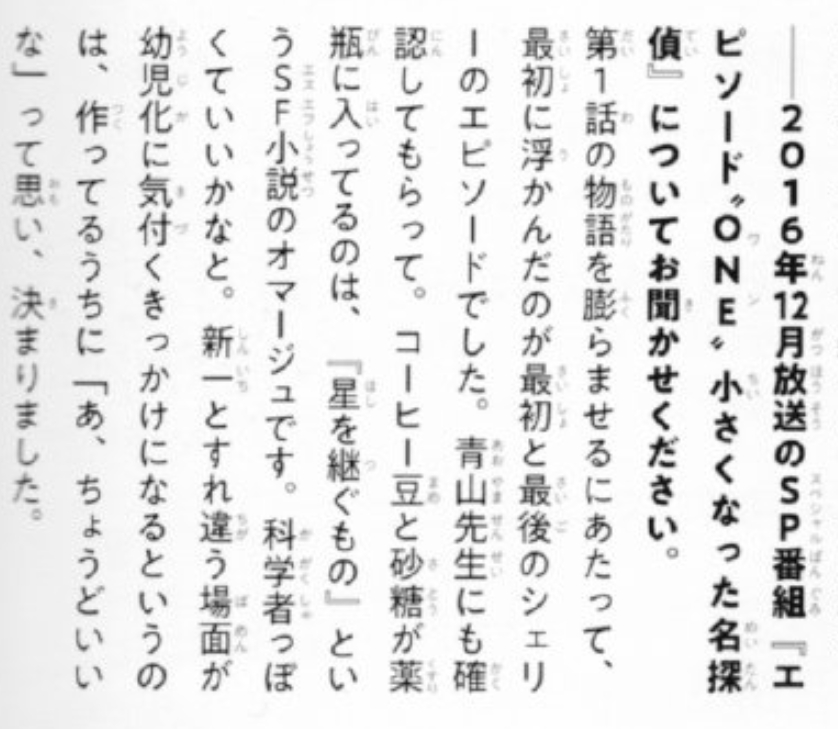 ――2016年12月放送のSP番組『エ
ピソード〝ONE〟小さくなった名探
偵』についてお聞かせください。
第1話の物語を膨らませるにあたって、
最初に浮かんだのが最初と最後のシェリ
ーのエピソードでした。青山先生にも確
認してもらって。コーヒー豆と砂糖が薬
瓶に入ってるのは、『星を継ぐもの』とい
うSF小説のオマージュです。科学者っぽ
くていいかなと。新一とすれ違う場面が
幼児化に気付くきっかけになるというの
は、作ってるうちに「あ、ちょうどいい
な」って思い、決まりました。